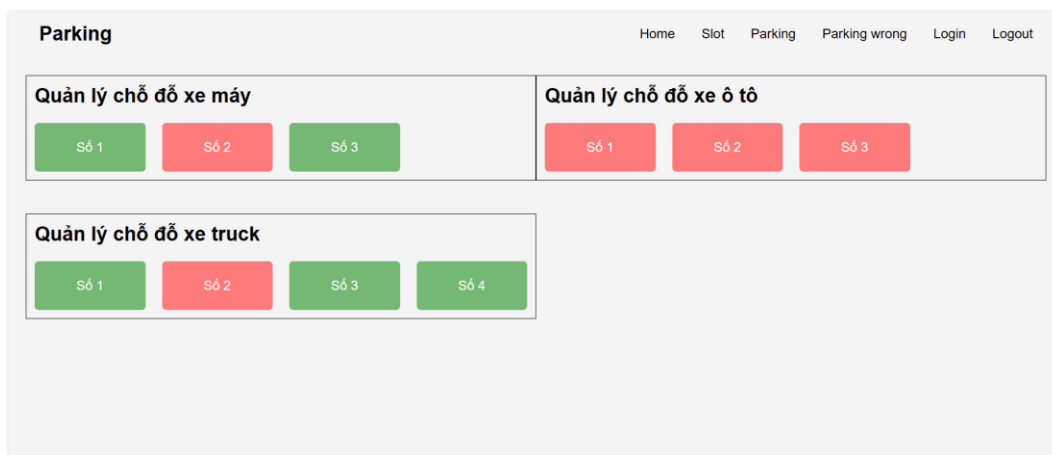 Parking
Home Slot Parking Parking wrong Login Logout
Quản lý chỗ đỗ xe máy
Số 1 Số 2 Số 3
Quản lý chỗ đỗ xe ô tô
Số 1 Số 2 Số 3
Quản lý chỗ đỗ xe truck
Số 1 Số 2 Số 3 Số 4